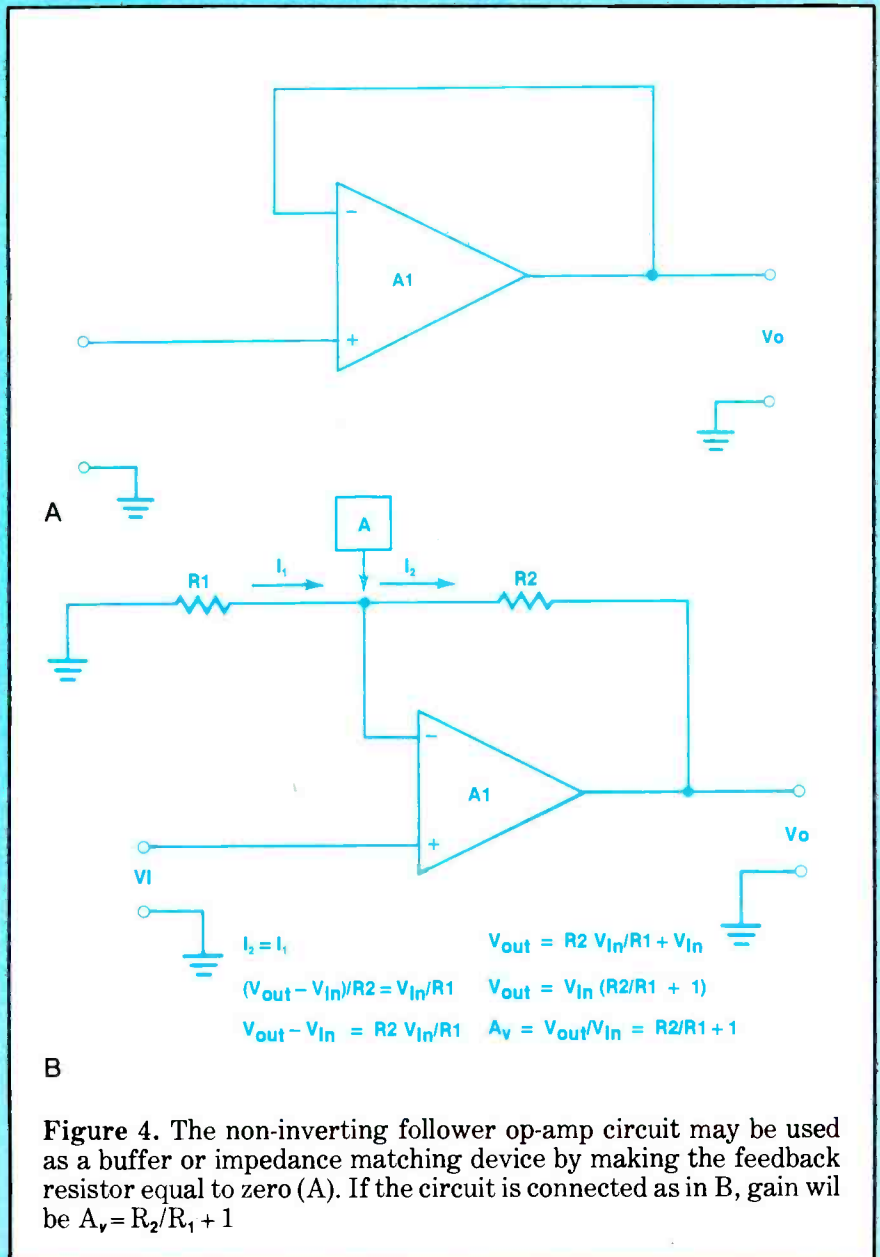 −
A1
+
Vo
A
A
R1
I₁
I₂
R2
−
A1
+
VI
Vo
I₂ = I₁
(Vout − VIn)/R2 = VIn/R1
Vout − VIn = R2 VIn/R1
Vout = R2 VIn/R1 + VIn
Vout = VIn (R2/R1 + 1)
Av = Vout/VIn = R2/R1 + 1
B
Figure 4. The non-inverting follower op-amp circuit may be used
as a buffer or impedance matching device by making the feedback
resistor equal to zero (A). If the circuit is connected as in B, gain wil
be Av = R₂/R₁ + 1